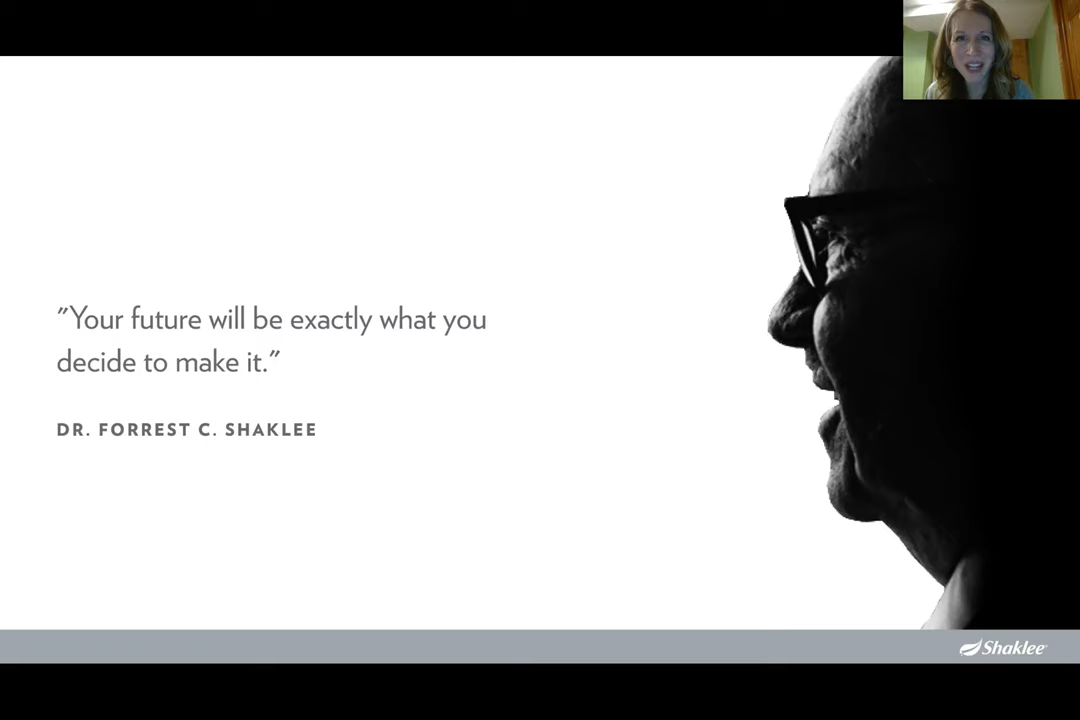 "Your future will be exactly what you
decide to make it."
DR. FORREST C. SHAKLEE
Shaklee